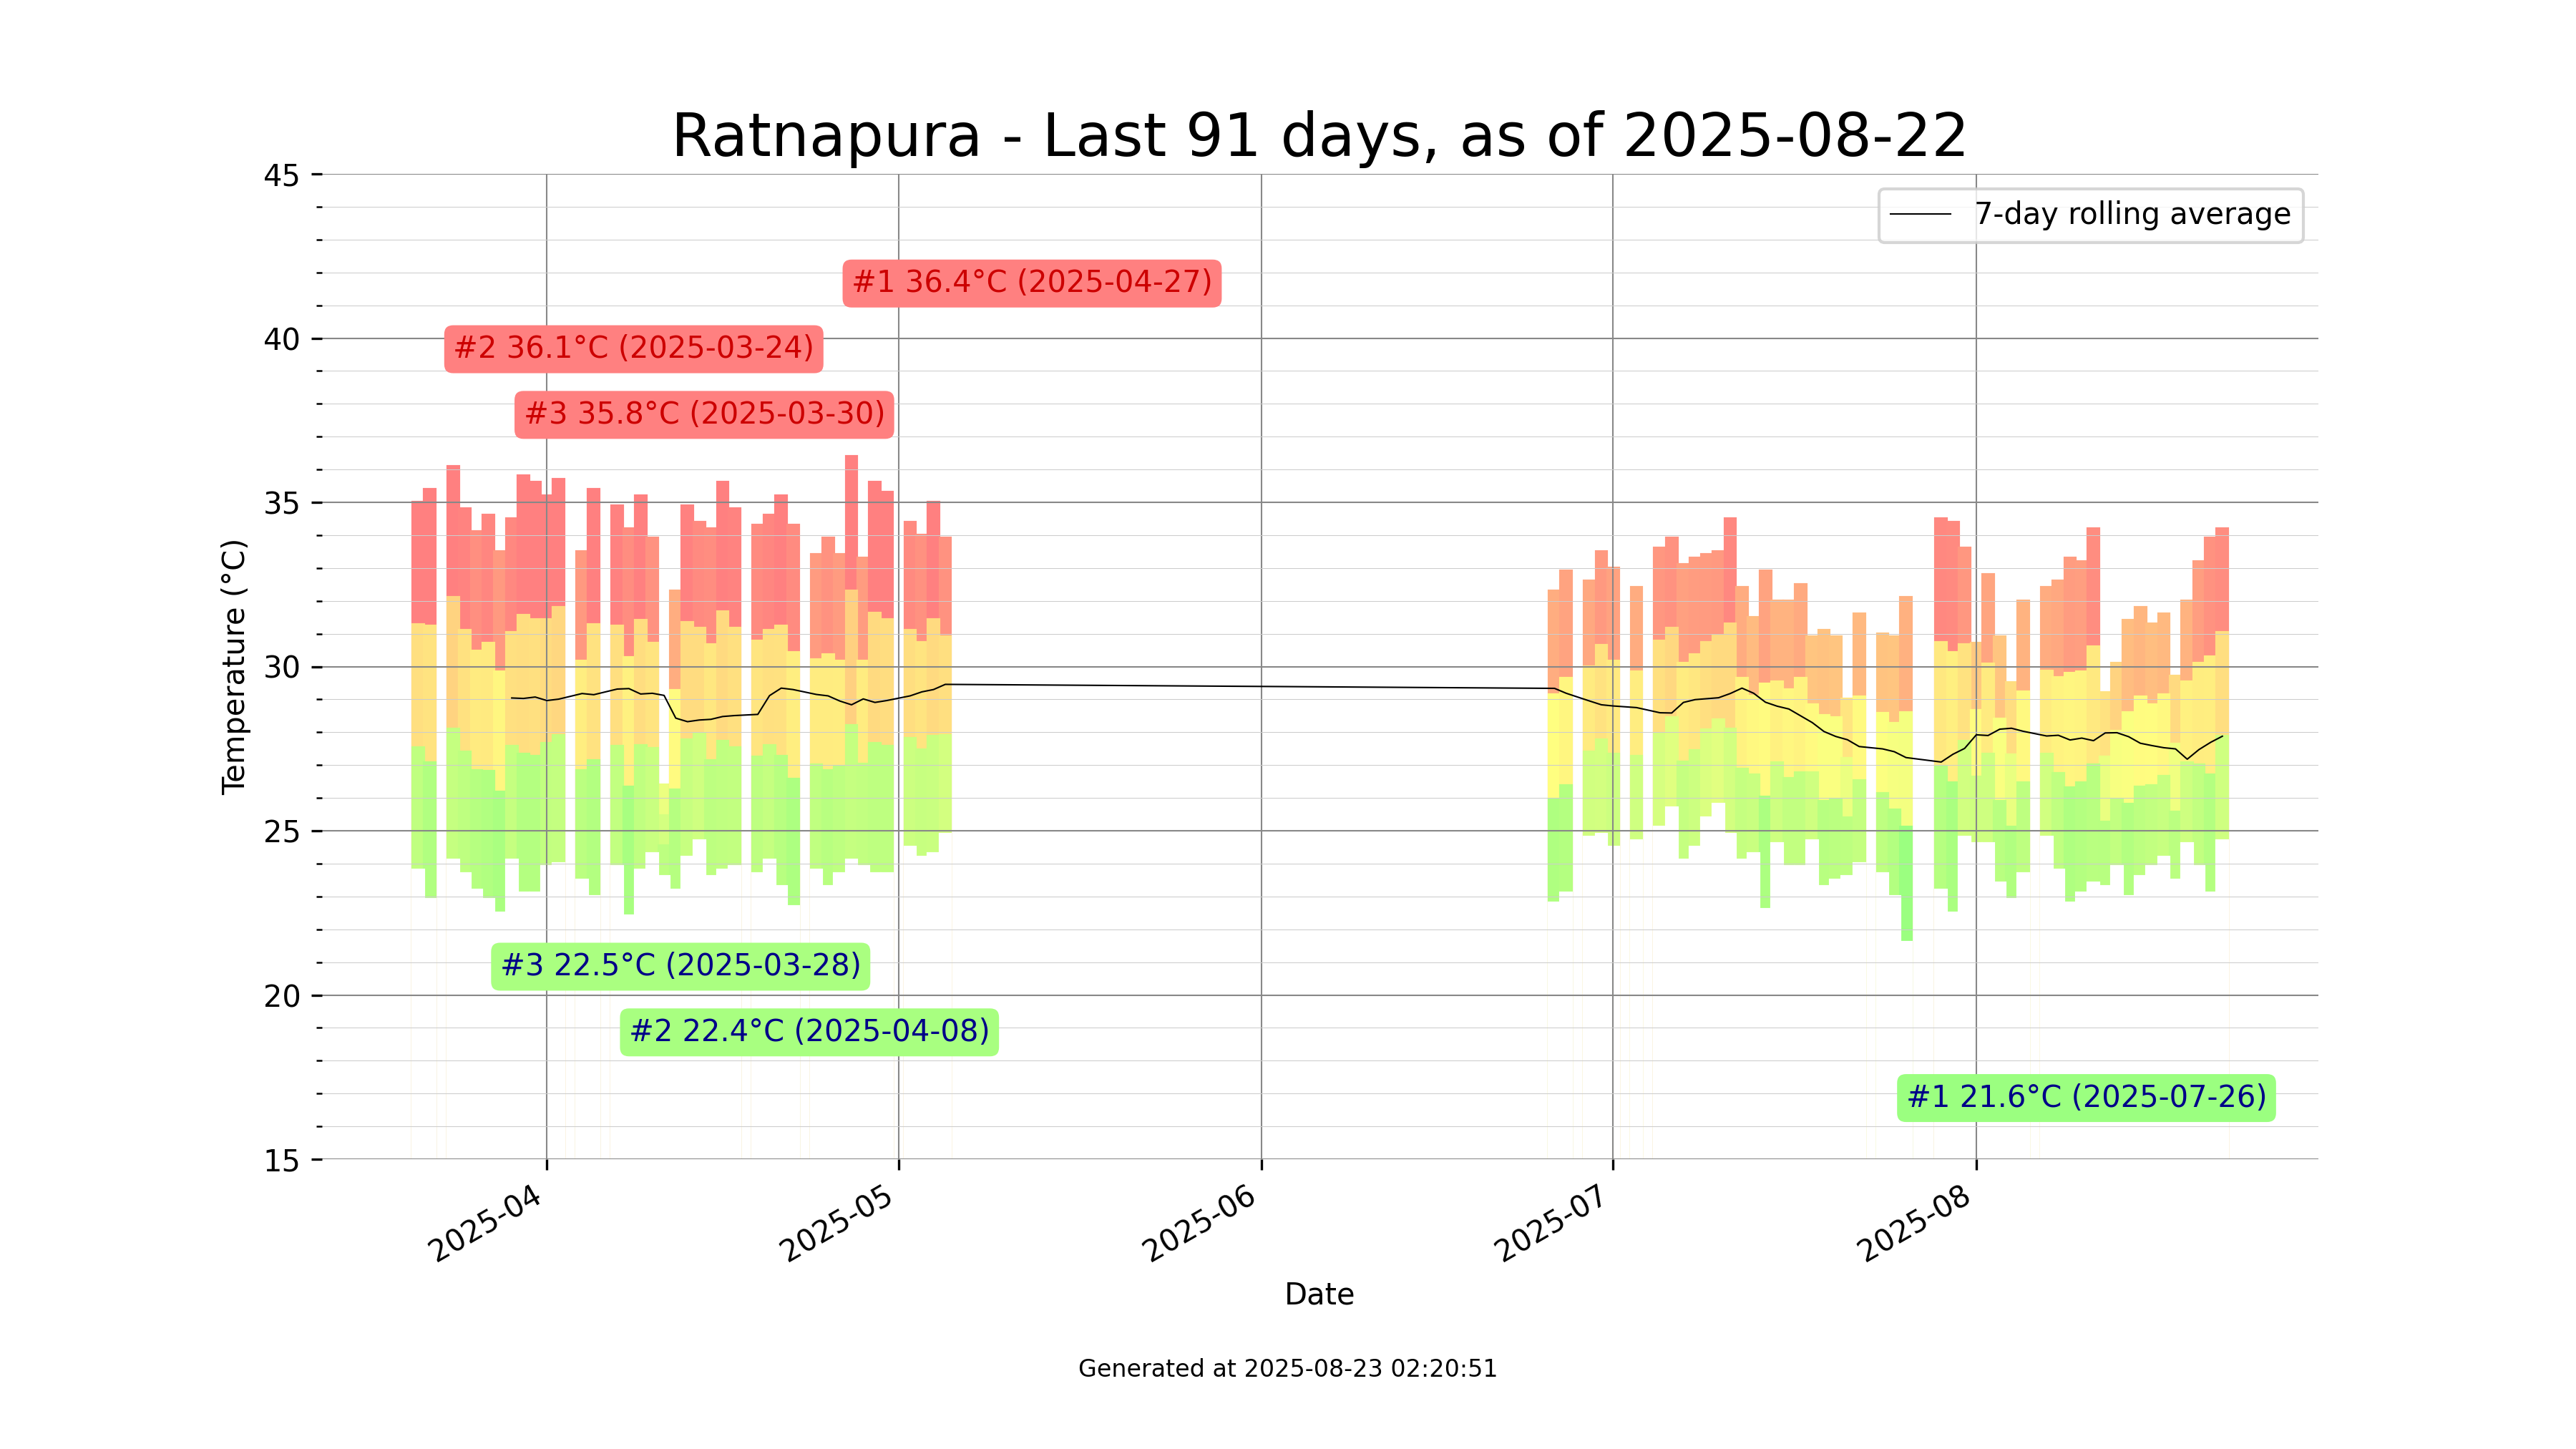 Ratnapura - Last 91 days, as of 2025-08-22
7-day rolling average
#1 36.4°C (2025-04-27)
#2 36.1°C (2025-03-24)
#3 35.8°C (2025-03-30)
#3 22.5°C (2025-03-28)
#2 22.4°C (2025-04-08)
#1 21.6°C (2025-07-26)
Temperature (°C)
45
40
35
30
25
20
15
2025-04
2025-05
2025-06
2025-07
2025-08
Date
Generated at 2025-08-23 02:20:51